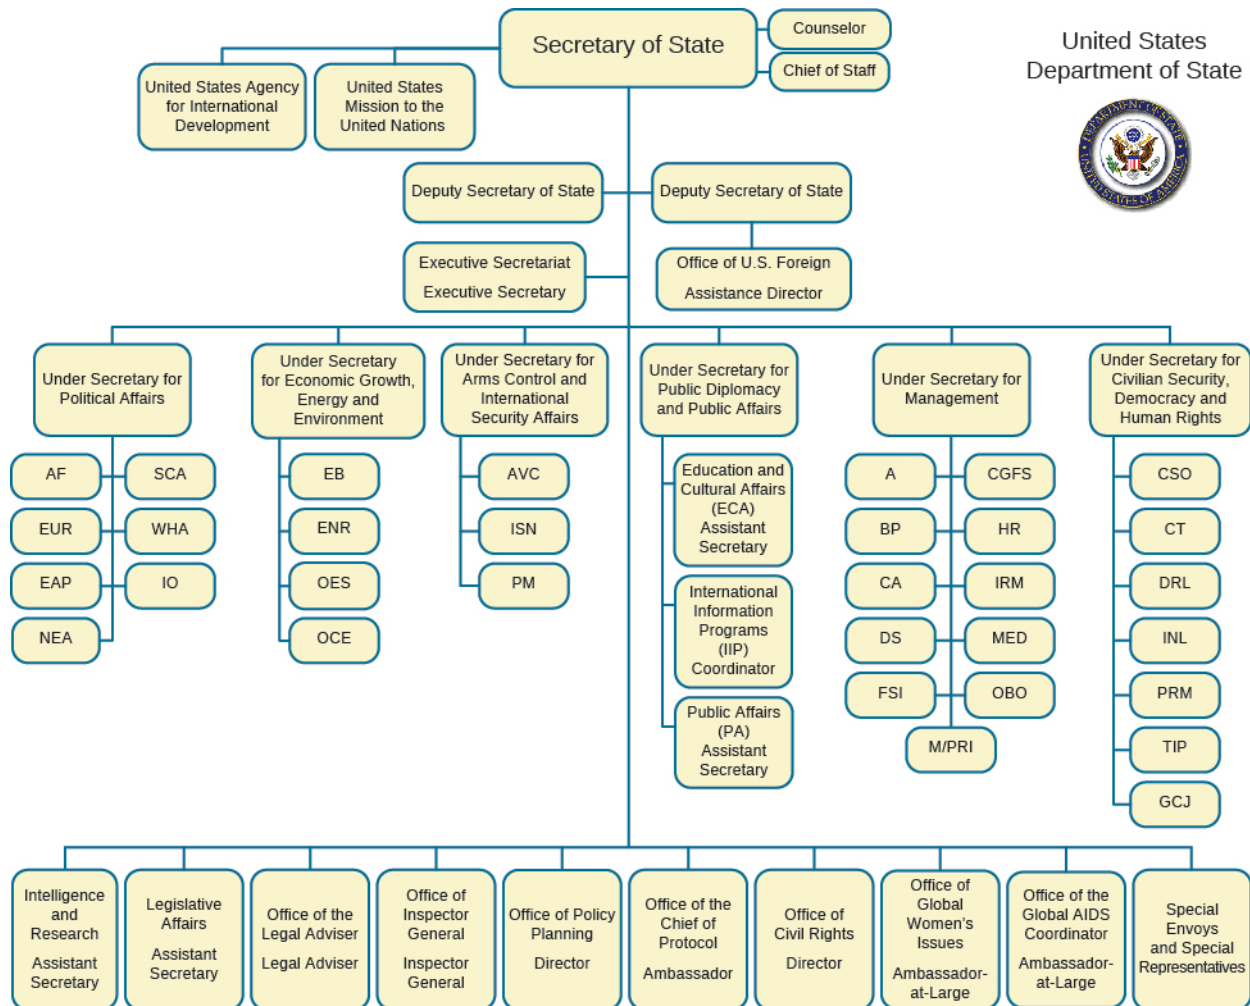 Secretary of State
Counselor
Chief of Staff
United States
Department of State
DEPARTMENT OF STATE
UNITED STATES OF AMERICA
United States Agency
for International
Development
United States
Mission to the
United Nations
Deputy Secretary of State
Deputy Secretary of State
Executive Secretariat
Executive Secretary
Office of U.S. Foreign
Assistance Director
Under Secretary for
Political Affairs
Under Secretary
for Economic Growth,
Energy and
Environment
Under Secretary for
Arms Control and
International
Security Affairs
Under Secretary for
Public Diplomacy
and Public Affairs
Under Secretary for
Management
Under Secretary for
Civilian Security,
Democracy and
Human Rights
AF
SCA
EUR
WHA
EAP
IO
NEA
EB
ENR
OES
OCE
AVC
ISN
PM
Education and
Cultural Affairs
(ECA)
Assistant
Secretary
International
Information
Programs
(IIP)
Coordinator
Public Affairs
(PA)
Assistant
Secretary
A
CGFS
BP
HR
CA
IRM
DS
MED
FSI
OBO
M/PRI
CSO
CT
DRL
INL
PRM
TIP
GCJ
Intelligence
and
Research
Assistant
Secretary
Legislative
Affairs
Assistant
Secretary
Office of the
Legal Adviser
Legal Adviser
Office of
Inspector
General
Inspector
General
Office of Policy
Planning
Director
Office of the
Chief of
Protocol
Ambassador
Office of
Civil Rights
Director
Office of
Global
Women's
Issues
Ambassador-
at-Large
Office of the
Global AIDS
Coordinator
Ambassador-
at-Large
Special
Envoys
and Special
Representatives